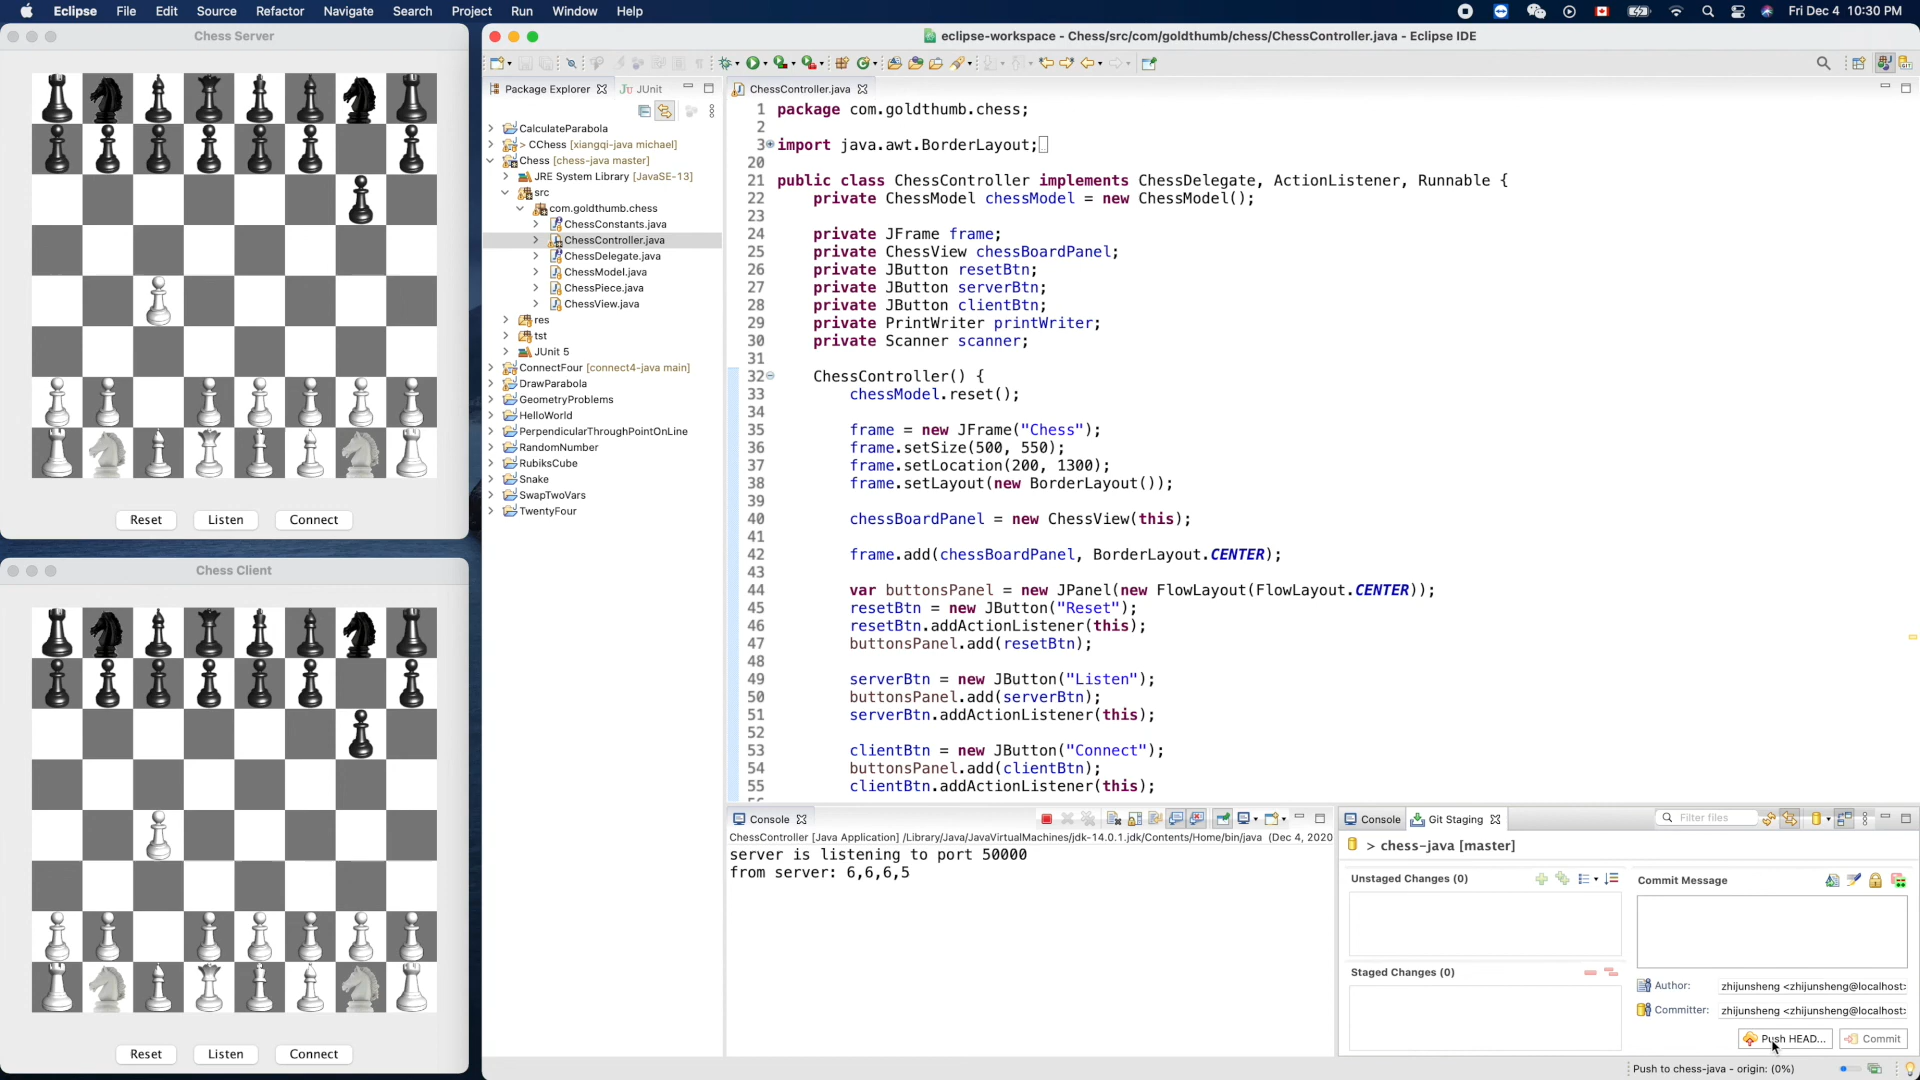 Eclipse File Edit Source Refactor Navigate Search Project Run Window Help Fri Dec 4 10:30 PM
Chess Server
Reset Listen Connect
Chess Client
Reset Listen Connect
eclipse-workspace - Chess/src/com/goldthumb/chess/ChessController.java - Eclipse IDE
Package Explorer JUnit
CalculateParabola
> CChess [xiangqi-java michael]
Chess [chess-java master]
JRE System Library [JavaSE-13]
src
com.goldthumb.chess
ChessConstants.java
ChessController.java
ChessDelegate.java
ChessModel.java
ChessPiece.java
ChessView.java
res
tst
JUnit 5
ConnectFour [connect4-java main]
DrawParabola
GeometryProblems
HelloWorld
PerpendicularThroughPointOnLine
RandomNumber
RubiksCube
Snake
SwapTwoVars
TwentyFour
ChessController.java
1 package com.goldthumb.chess;
2
3 import java.awt.BorderLayout;
20
21 public class ChessController implements ChessDelegate, ActionListener, Runnable {
22 private ChessModel chessModel = new ChessModel();
23
24 private JFrame frame;
25 private ChessView chessBoardPanel;
26 private JButton resetBtn;
27 private JButton serverBtn;
28 private JButton clientBtn;
29 private PrintWriter printWriter;
30 private Scanner scanner;
31
32 ChessController() {
33 chessModel.reset();
34
35 frame = new JFrame("Chess");
36 frame.setSize(500, 550);
37 frame.setLocation(200, 1300);
38 frame.setLayout(new BorderLayout());
39
40 chessBoardPanel = new ChessView(this);
41
42 frame.add(chessBoardPanel, BorderLayout.CENTER);
43
44 var buttonsPanel = new JPanel(new FlowLayout(FlowLayout.CENTER));
45 resetBtn = new JButton("Reset");
46 resetBtn.addActionListener(this);
47 buttonsPanel.add(resetBtn);
48
49 serverBtn = new JButton("Listen");
50 buttonsPanel.add(serverBtn);
51 serverBtn.addActionListener(this);
52
53 clientBtn = new JButton("Connect");
54 buttonsPanel.add(clientBtn);
55 clientBtn.addActionListener(this);
Console
ChessController [Java Application] /Library/Java/JavaVirtualMachines/jdk-14.0.1.jdk/Contents/Home/bin/java (Dec 4, 2020
server is listening to port 50000
from server: 6,6,6,5
Console Git Staging Filter files
> chess-java [master]
Unstaged Changes (0)
Staged Changes (0)
Commit Message
Author: zhijunsheng <zhijunsheng@localhost>
Committer: zhijunsheng <zhijunsheng@localhost>
Push HEAD... Commit
Push to chess-java - origin: (0%)